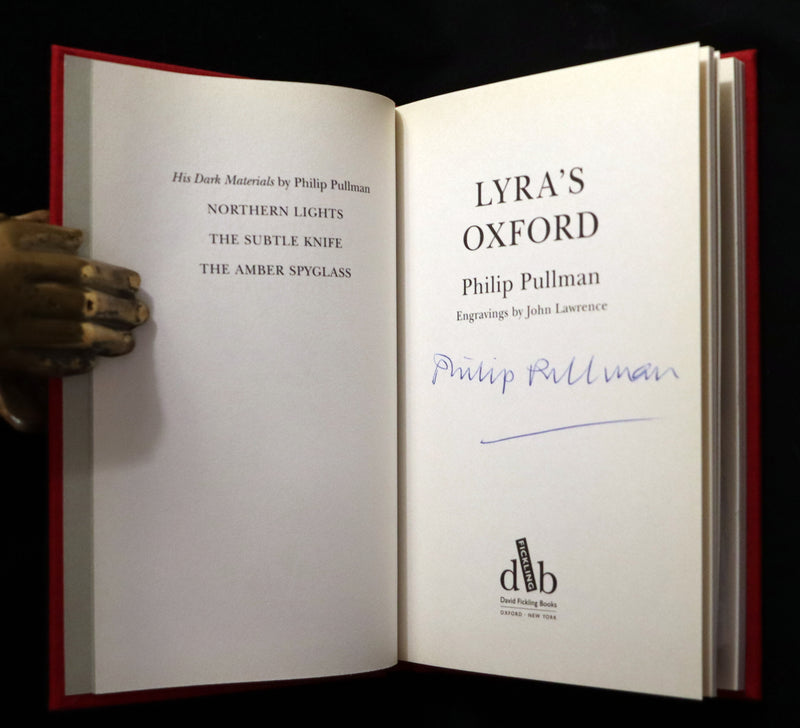 His Dark Materials by Philip Pullman
NORTHERN LIGHTS
THE SUBTLE KNIFE
THE AMBER SPYGLASS
LYRA'S
OXFORD
Philip Pullman
Engravings by John Lawrence
Philip Pullman
FICKLING
dfb
David Fickling Books
OXFORD · NEW YORK